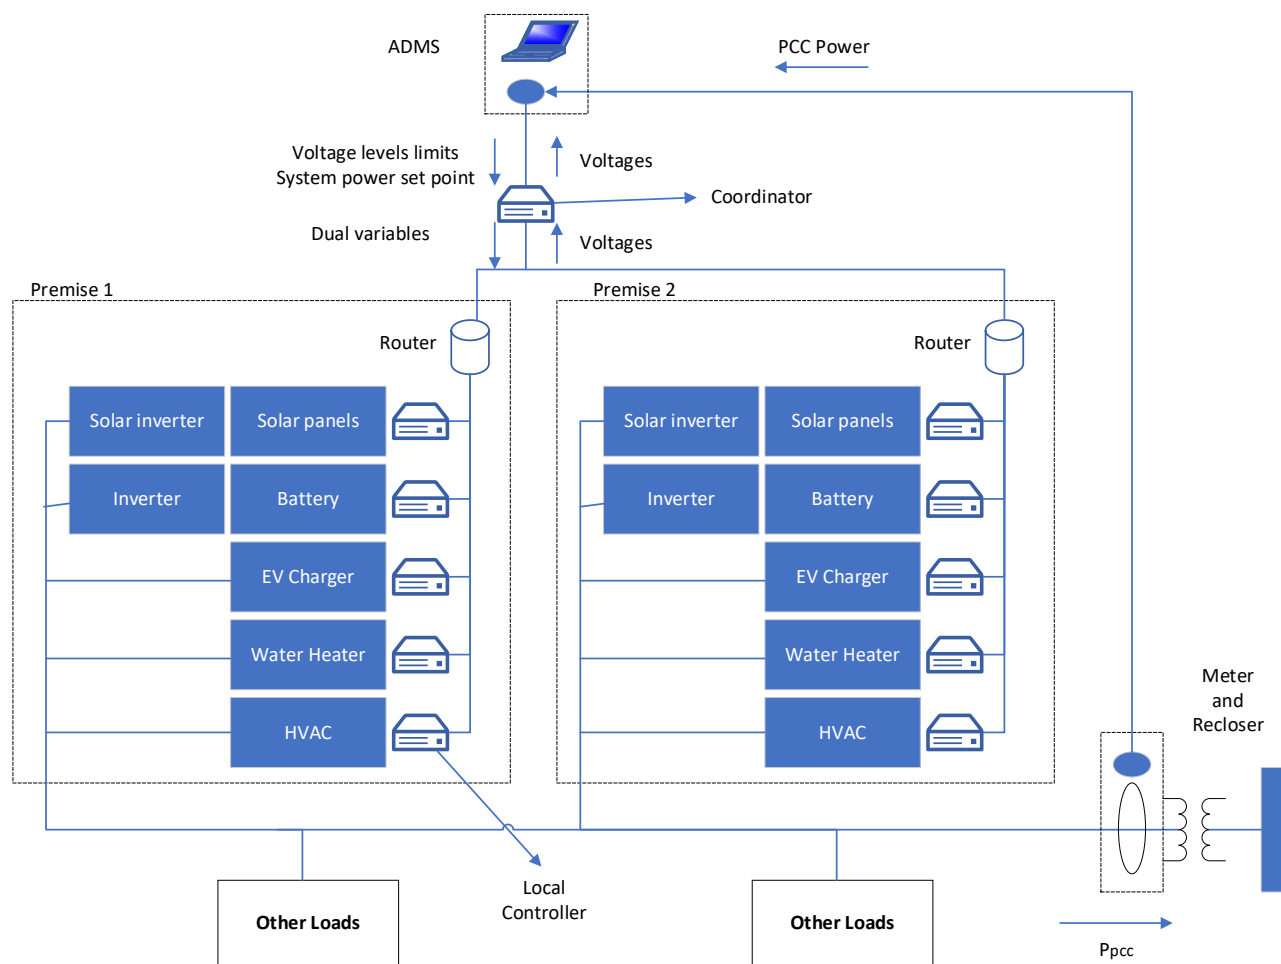 ADMS
PCC Power
Voltage levels limits
System power set point
Voltages
Coordinator
Dual variables
Voltages
Premise 1
Premise 2
Router
Router
Solar inverter
Solar panels
Solar inverter
Solar panels
Inverter
Battery
Inverter
Battery
EV Charger
EV Charger
Water Heater
Water Heater
HVAC
HVAC
Meter
and
Recloser
Local
Controller
Other Loads
Other Loads
Ppcc